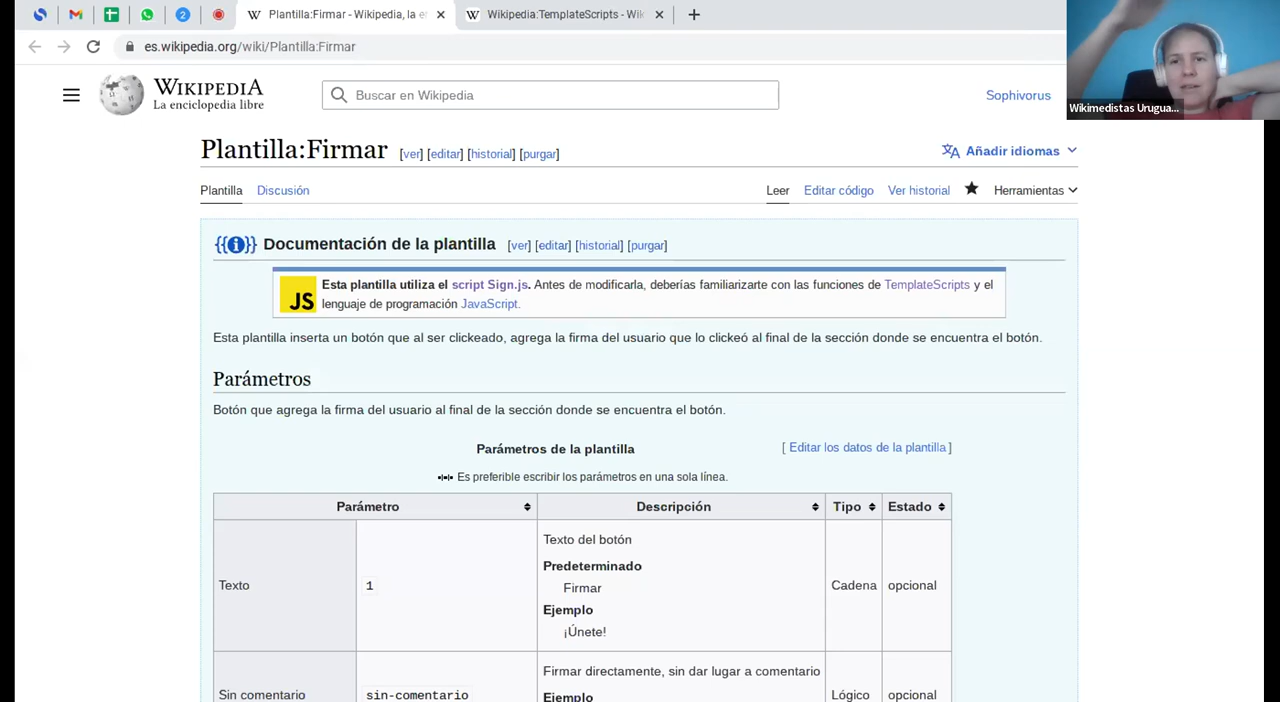 2
Plantilla:Firmar - Wikipedia, la e
Wikipedia:TemplateScripts - Wik
es.wikipedia.org/wiki/Plantilla:Firmar
WIKIPEDIA
La enciclopedia libre
Buscar en Wikipedia
Sophivorus
Wikimedistas Urugua...
Plantilla:Firmar [ver] [editar] [historial] [purgar]
Añadir idiomas
Plantilla Discusión Leer Editar código Ver historial Herramientas
{{i}} Documentación de la plantilla [ver] [editar] [historial] [purgar]
JS
Esta plantilla utiliza el script Sign.js. Antes de modificarla, deberías familiarizarte con las funciones de TemplateScripts y el
lenguaje de programación JavaScript.
Esta plantilla inserta un botón que al ser clickeado, agrega la firma del usuario que lo clickeó al final de la sección donde se encuentra el botón.
Parámetros
Botón que agrega la firma del usuario al final de la sección donde se encuentra el botón.
Parámetros de la plantilla [ Editar los datos de la plantilla ]
Es preferible escribir los parámetros en una sola línea.
Parámetro Descripción Tipo Estado
Texto del botón
Predeterminado
Texto 1 Firmar Cadena opcional
Ejemplo
¡Únete!
Firmar directamente, sin dar lugar a comentario
Sin comentario sin-comentario Ejemplo Lógico opcional